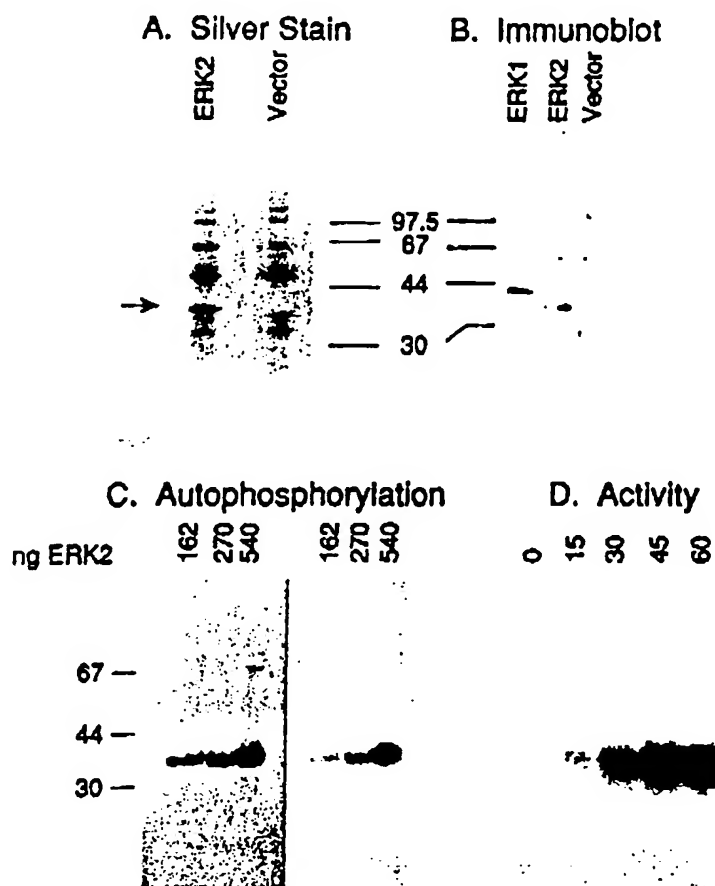 A. Silver Stain
B. Immunoblot
ERK2
Vector
ERK1
ERK2
Vector
97.5
67
44
30
C. Autophosphorylation
D. Activity
ng ERK2
162
270
540
162
270
540
0
15
30
45
60
67
44
30